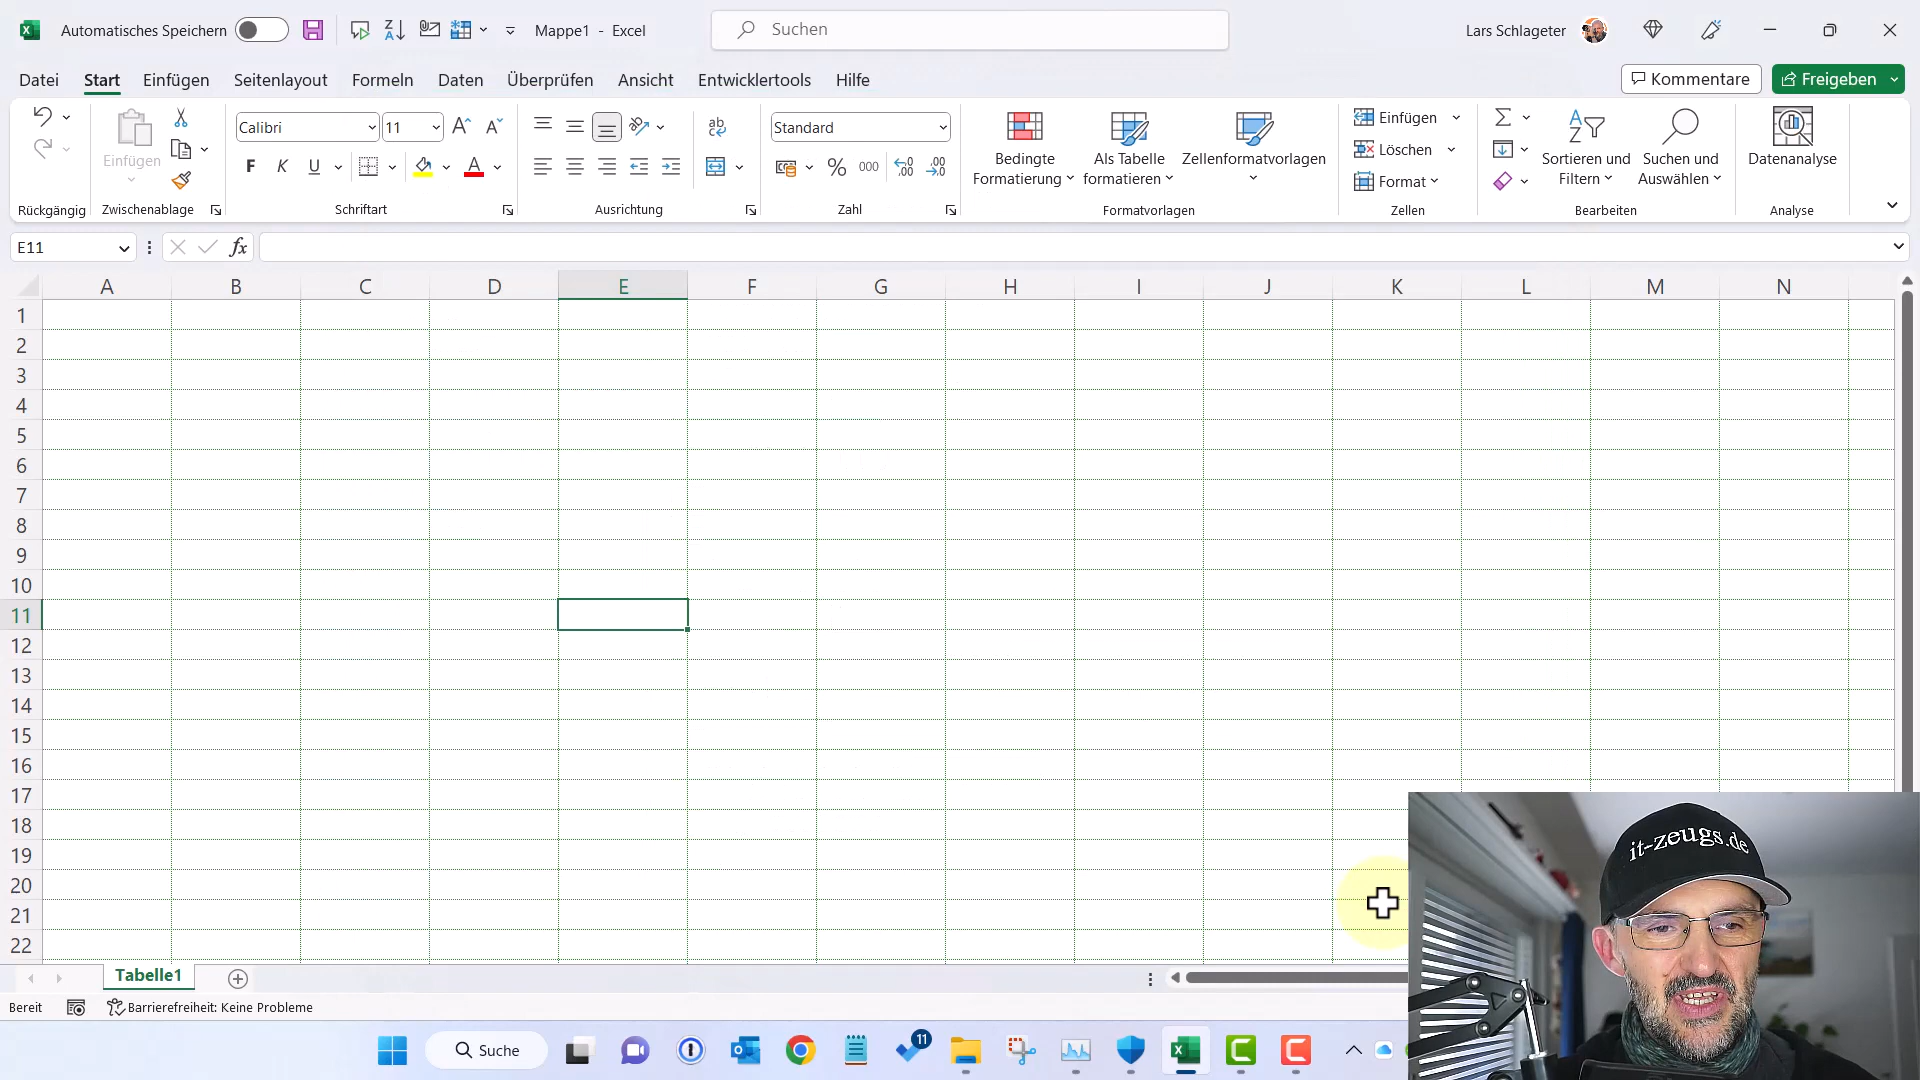 Automatisches Speichern
Mappe1 - Excel
Suchen
Lars Schlageter
Datei Start Einfügen Seitenlayout Formeln Daten Überprüfen Ansicht Entwicklertools Hilfe
Kommentare
Freigeben
Einfügen
Rückgängig
Zwischenablage
Calibri
11
F K U
A
Schriftart
ab
Ausrichtung
Standard
% 000
Zahl
Bedingte
Formatierung
Als Tabelle
formatieren
Zellenformatvorlagen
Formatvorlagen
Einfügen
Löschen
Format
Zellen
Sortieren und
Filtern
Suchen und
Auswählen
Bearbeiten
Datenanalyse
Analyse
E11
fx
A B C D E F G H I J K L M N
1
2
3
4
5
6
7
8
9
10
11
12
13
14
15
16
17
18
19
20
21
22
it-zeugs.de
Tabelle1
Bereit
Barrierefreiheit: Keine Probleme
Suche
11